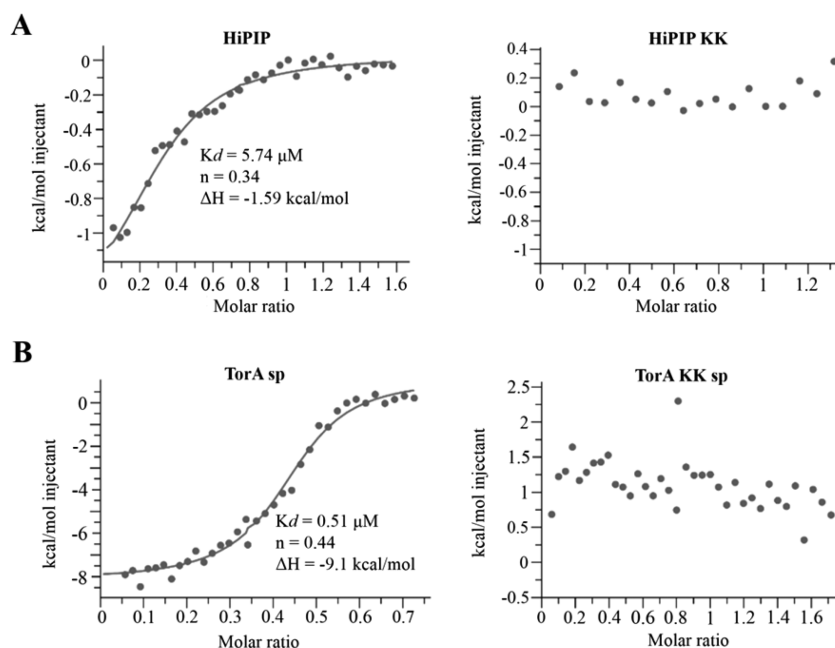 A
HiPIP
HiPIP KK
kcal/mol injectant
0
-0.2
-0.4
-0.6
-0.8
-1
Kd = 5.74 μM
n = 0.34
ΔH = -1.59 kcal/mol
0 0.2 0.4 0.6 0.8 1 1.2 1.4 1.6
Molar ratio
kcal/mol injectant
0.4
0.2
0
-0.2
-0.4
-0.6
-0.8
-1
0 0.2 0.4 0.6 0.8 1 1.2
Molar ratio
B
TorA sp
TorA KK sp
kcal/mol injectant
0
-2
-4
-6
-8
Kd = 0.51 μM
n = 0.44
ΔH = -9.1 kcal/mol
0 0.1 0.2 0.3 0.4 0.5 0.6 0.7
Molar ratio
kcal/mol injectant
2.5
2
1.5
1
0.5
0
-0.5
0 0.2 0.4 0.6 0.8 1 1.2 1.4 1.6
Molar ratio